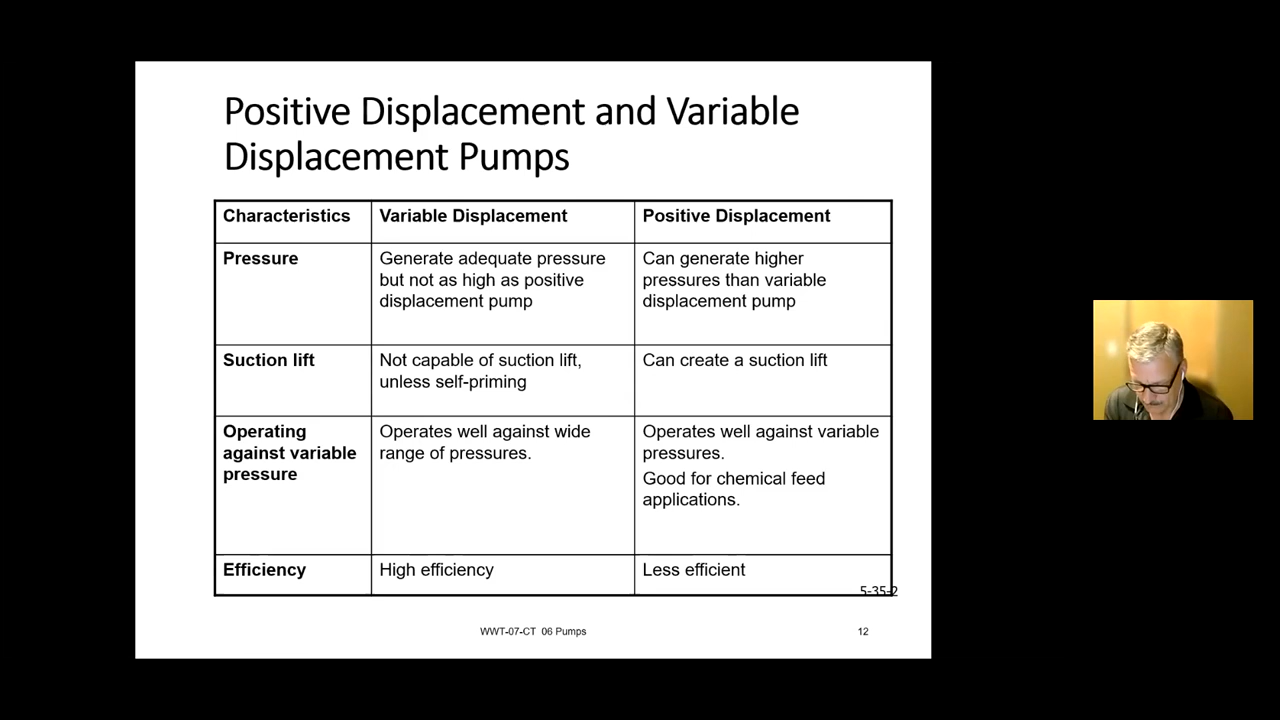 Positive Displacement and Variable
Displacement Pumps
Characteristics
Variable Displacement
Positive Displacement
Pressure
Generate adequate pressure
but not as high as positive
displacement pump
Can generate higher
pressures than variable
displacement pump
Suction lift
Not capable of suction lift,
unless self-priming
Can create a suction lift
Operating
against variable
pressure
Operates well against wide
range of pressures.
Operates well against variable
pressures.
Good for chemical feed
applications.
Efficiency
High efficiency
Less efficient
5-35-2
WWT-07-CT 06 Pumps
12